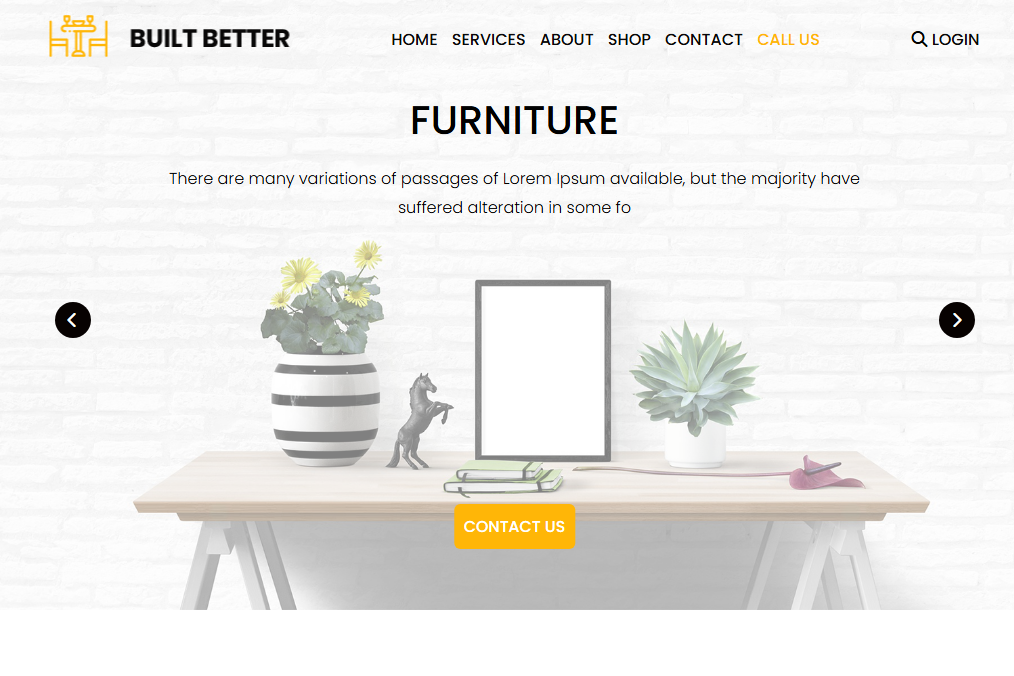 BUILT BETTER
HOME SERVICES ABOUT SHOP CONTACT CALL US
LOGIN
FURNITURE
There are many variations of passages of Lorem Ipsum available, but the majority have
suffered alteration in some fo
CONTACT US